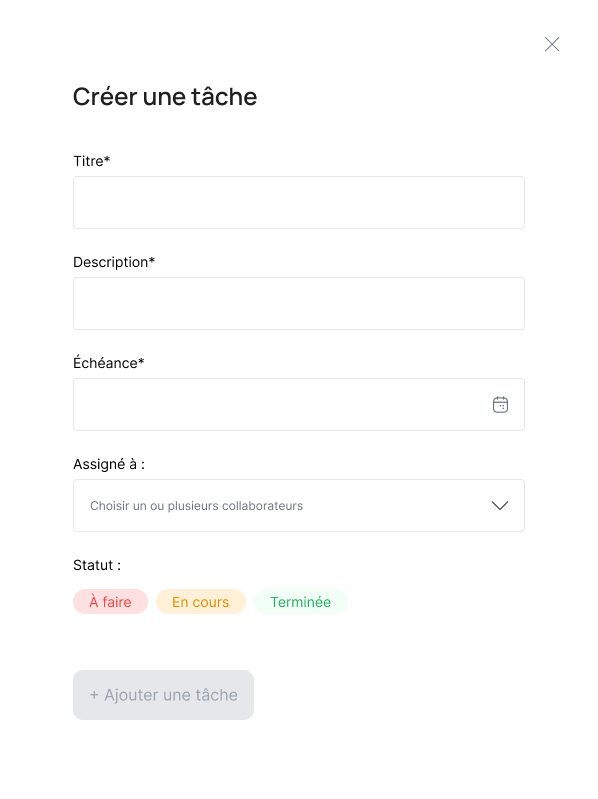 Créer une tâche
Titre*
Description*
Échéance*
Assigné à :
Choisir un ou plusieurs collaborateurs
Statut :
À faire En cours Terminée
+ Ajouter une tâche